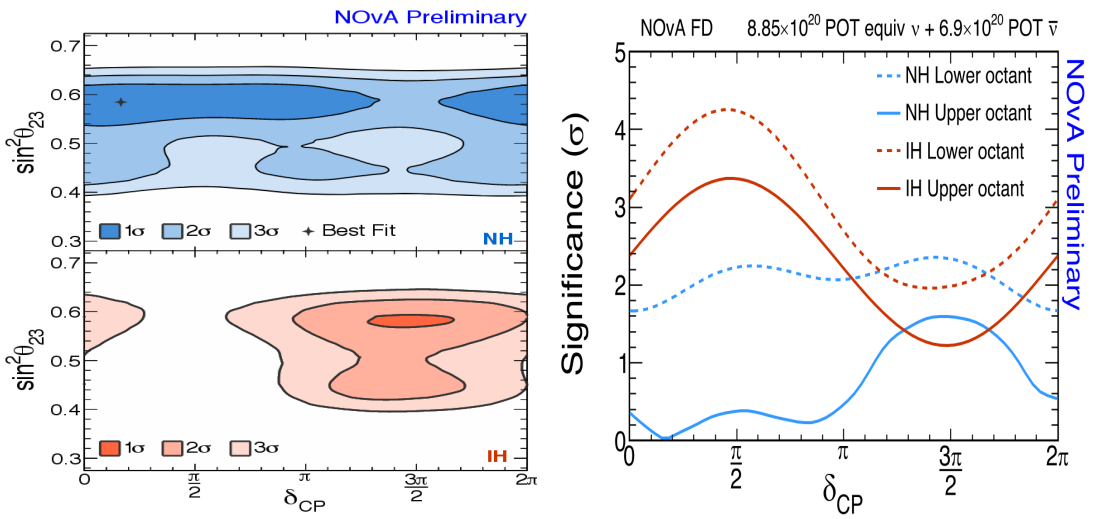 NOvA Preliminary
0.7
0.6
0.5
0.4
0.3
sin²θ₂₃
1σ 2σ 3σ Best Fit
NH
0.7
0.6
0.5
0.4
0.3
sin²θ₂₃
1σ 2σ 3σ
IH
0 π/2 π 3π/2 2π
δCP
NOvA FD 8.85×10²⁰ POT equiv ν + 6.9×10²⁰ POT ν̅
5
4
3
2
1
0
Significance (σ)
NH Lower octant
NH Upper octant
IH Lower octant
IH Upper octant
0 π/2 π 3π/2 2π
δCP
NOvA Preliminary